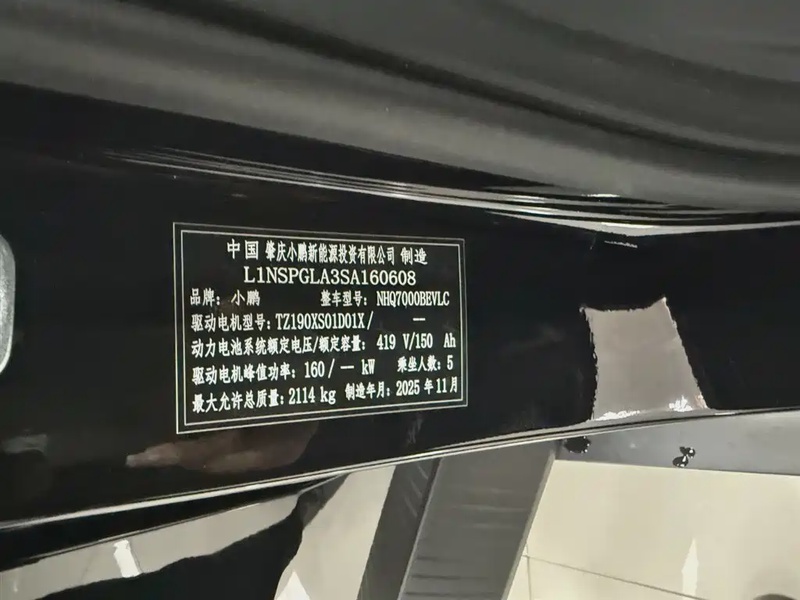 中国 肇庆小鹏新能源投资有限公司 制造
L1NSPGLA3SA160608
品牌: 小鹏 整车型号: NHQ7000BEVLC
驱动电机型号: TZ190XS01D01X / —
动力电池系统额定电压/额定容量: 419 V/150 Ah
驱动电机峰值功率: 160 / — kW 乘坐人数: 5
最大允许总质量: 2114 kg 制造年月: 2025 年 11 月